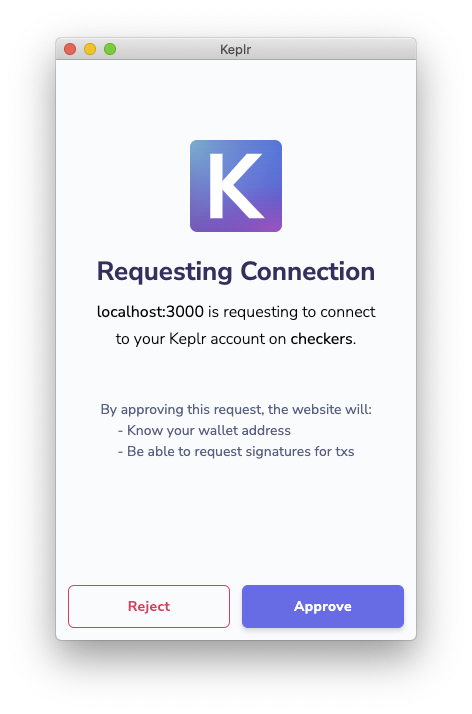 Keplr
K
Requesting Connection
localhost:3000 is requesting to connect
to your Keplr account on checkers.
By approving this request, the website will:
- Know your wallet address
- Be able to request signatures for txs
Reject
Approve